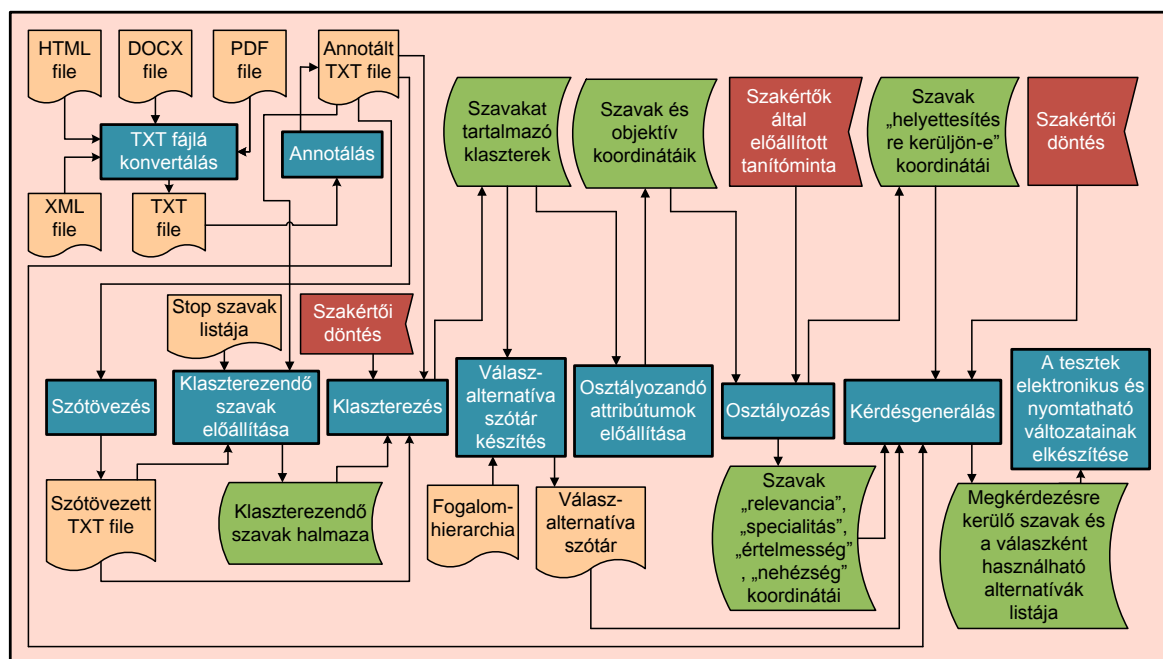 HTML
file
DOCX
file
PDF
file
Annotált
TXT file
TXT fájlá
konvertálás
Annotálás
XML
file
TXT
file
Szavakat
tartalmazó
klaszterek
Szavak és
objektív
koordinátáik
Szakértők
által
előállított
tanítóminta
Szavak
„helyettesítés
re kerüljön-e”
koordinátái
Szakértői
döntés
Stop szavak
listája
Szakértői
döntés
Szótövezés
Klaszterezendő
szavak
előállítása
Klaszterezés
Válasz-
alternatíva
szótár
készítés
Osztályozandó
attribútumok
előállítása
Osztályozás
Kérdésgenerálás
A tesztek
elektronikus és
nyomtatható
változatainak
elkészítése
Szótövezett
TXT file
Klaszterezendő
szavak halmaza
Fogalom-
hierarchia
Válasz-
alternatíva
szótár
Szavak
„relevancia”,
„specialitás”,
„értelmesség”
, „nehézség”
koordinátái
Megkérdezésre
kerülő szavak és
a válaszként
használható
alternatívák
listája